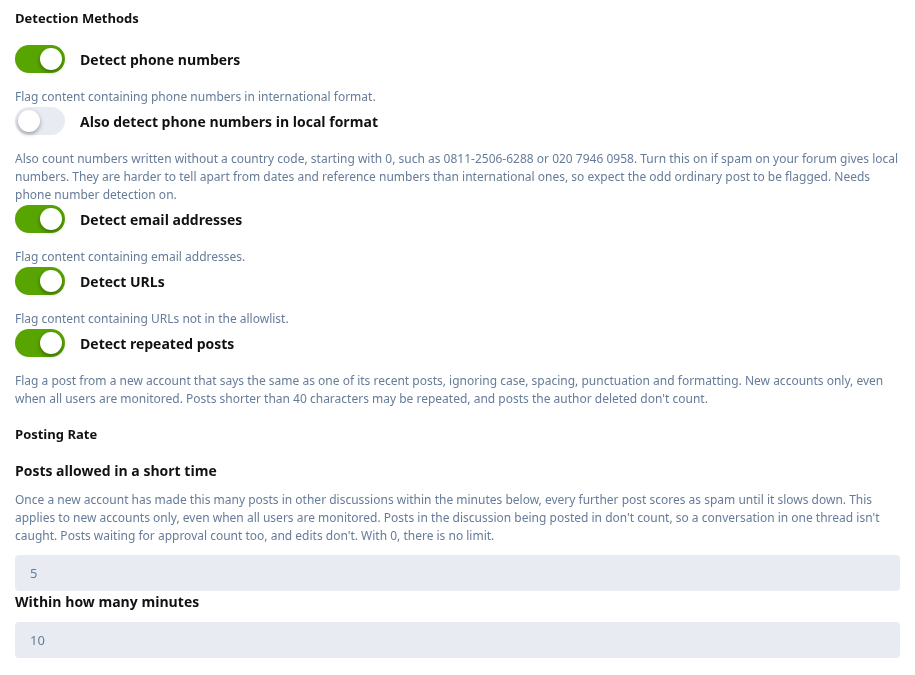 Detection Methods
Detect phone numbers
Flag content containing phone numbers in international format.
Also detect phone numbers in local format
Also count numbers written without a country code, starting with 0, such as 0811-2506-6288 or 020 7946 0958. Turn this on if spam on your forum gives local
numbers. They are harder to tell apart from dates and reference numbers than international ones, so expect the odd ordinary post to be flagged. Needs
phone number detection on.
Detect email addresses
Flag content containing email addresses.
Detect URLs
Flag content containing URLs not in the allowlist.
Detect repeated posts
Flag a post from a new account that says the same as one of its recent posts, ignoring case, spacing, punctuation and formatting. New accounts only, even
when all users are monitored. Posts shorter than 40 characters may be repeated, and posts the author deleted don't count.
Posting Rate
Posts allowed in a short time
Once a new account has made this many posts in other discussions within the minutes below, every further post scores as spam until it slows down. This
applies to new accounts only, even when all users are monitored. Posts in the discussion being posted in don't count, so a conversation in one thread isn't
caught. Posts waiting for approval count too, and edits don't. With 0, there is no limit.
5
Within how many minutes
10